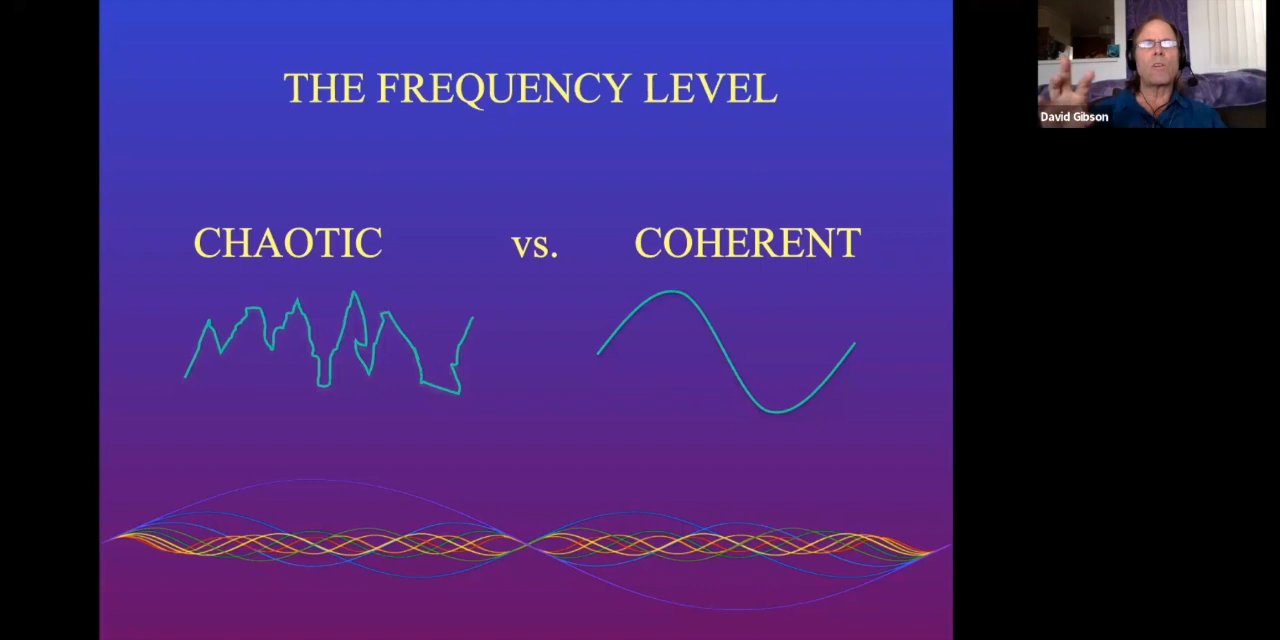 THE FREQUENCY LEVEL
CHAOTIC vs. COHERENT
David Gibson